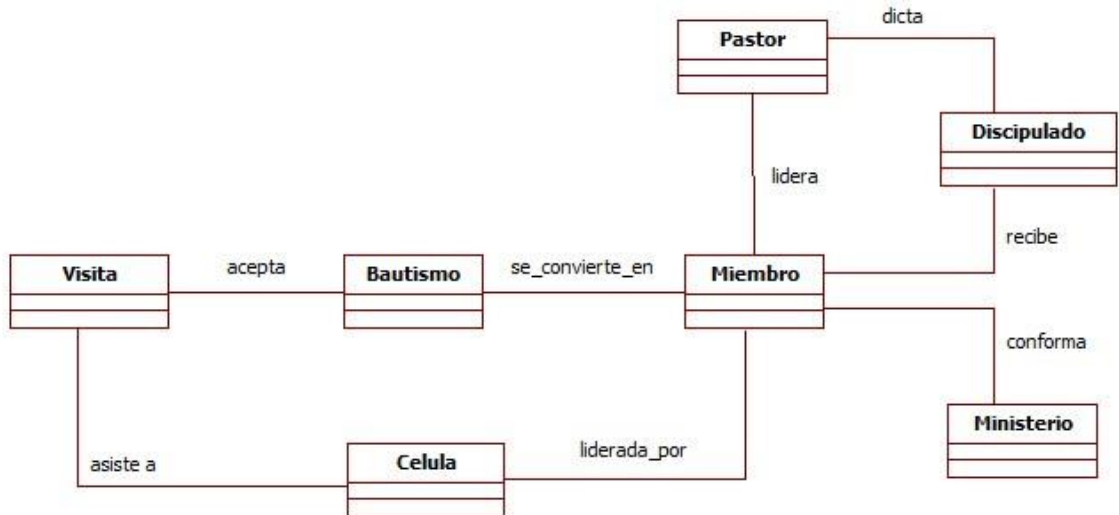 dicta
Pastor
Discipulado
lidera
recibe
Visita
acepta
Bautismo
se_convierte_en
Miembro
conforma
Ministerio
asiste a
Celula
liderada_por